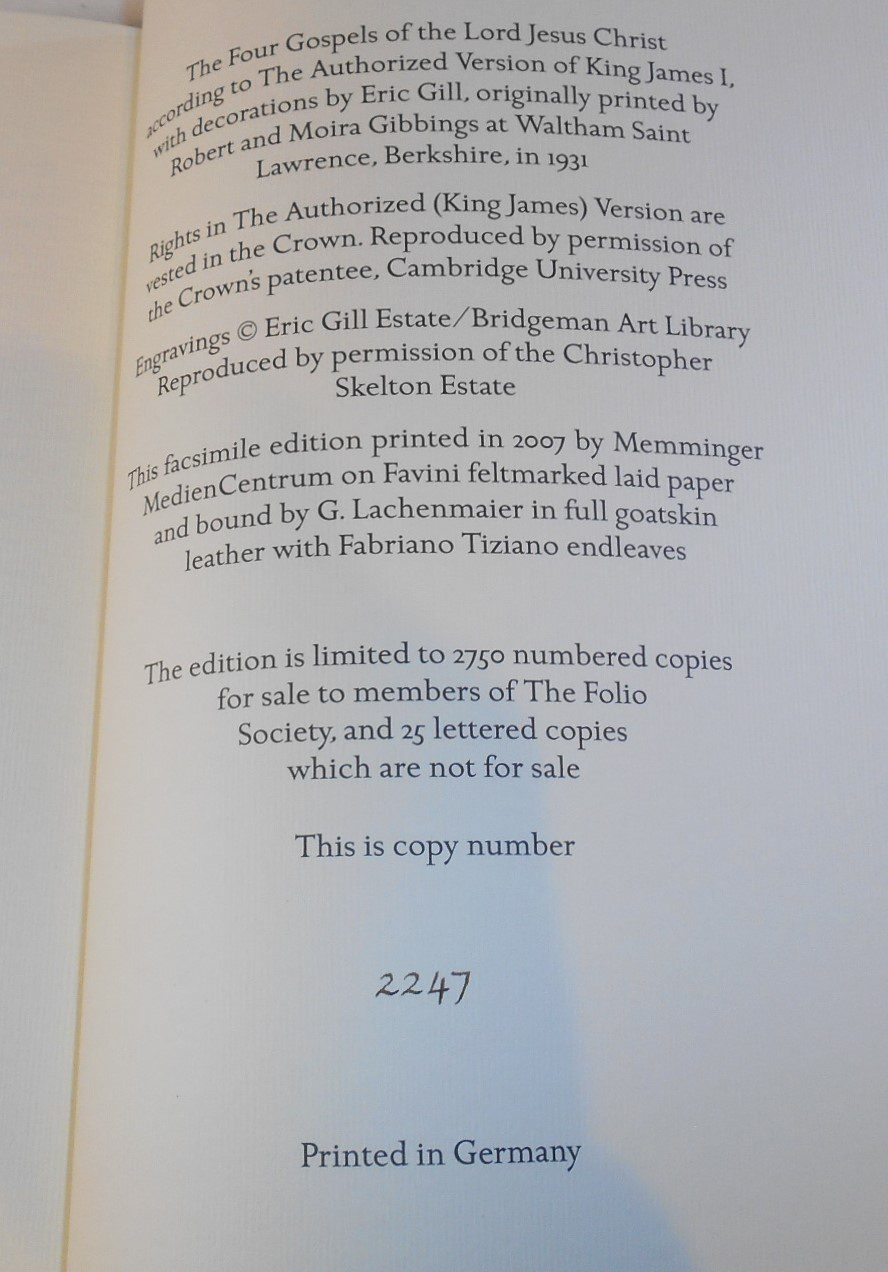 The Four Gospels of the Lord Jesus Christ
according to The Authorized Version of King James I,
with decorations by Eric Gill, originally printed by
Robert and Moira Gibbings at Waltham Saint
Lawrence, Berkshire, in 1931
Rights in The Authorized (King James) Version are
vested in the Crown. Reproduced by permission of
the Crown's patentee, Cambridge University Press
Engravings © Eric Gill Estate/Bridgeman Art Library
Reproduced by permission of the Christopher
Skelton Estate
This facsimile edition printed in 2007 by Memminger
MedienCentrum on Favini feltmarked laid paper
and bound by G. Lachenmaier in full goatskin
leather with Fabriano Tiziano endleaves
The edition is limited to 2750 numbered copies
for sale to members of The Folio
Society, and 25 lettered copies
which are not for sale
This is copy number
2247
Printed in Germany